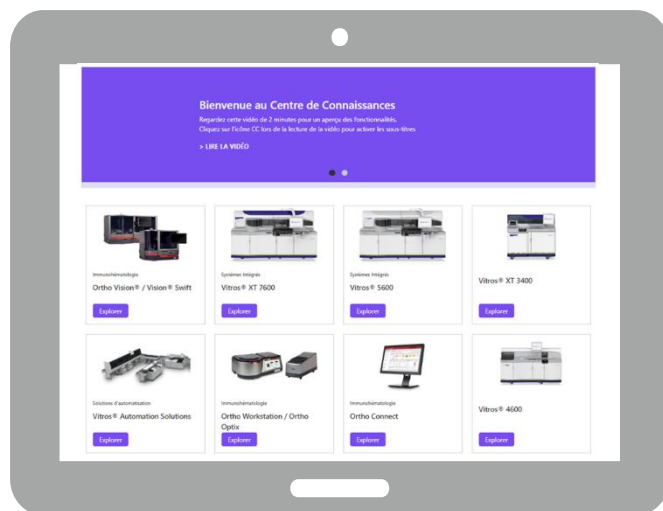 Bienvenue au Centre de Connaissances
Regardez cette vidéo de 2 minutes pour un aperçu des fonctionnalités.
Cliquez sur l'icône CC lors de la lecture de la vidéo pour activer les sous-titres
> LIRE LA VIDÉO
Immunohématologie
Ortho Vision® / Vision® Swift
Explorer
Systèmes Intégrés
Vitros® XT 7600
Explorer
Systèmes Intégrés
Vitros® 5600
Explorer
Vitros® XT 3400
Explorer
Solutions d'automatisation
Vitros® Automation Solutions
Explorer
Immunohématologie
Ortho Workstation / Ortho
Optix
Explorer
Immunohématologie
Ortho Connect
Explorer
Vitros® 4600
Explorer